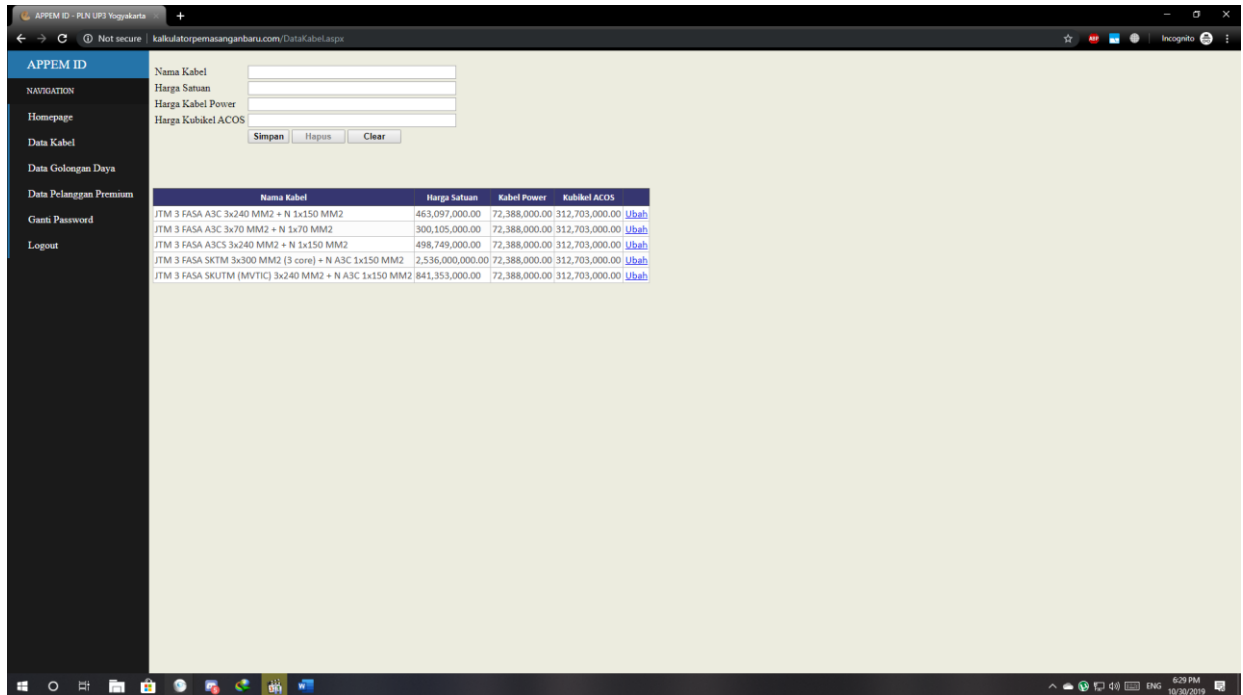 APPEM ID - PLN UP3 Yogyakarta
Not secure | kalkulatorpemasanganbaru.com/DataKabel.aspx
Incognito
APPEM ID
NAVIGATION
Homepage
Data Kabel
Data Golongan Daya
Data Pelanggan Premium
Ganti Password
Logout
Nama Kabel
Harga Satuan
Harga Kabel Power
Harga Kubikel ACOS
Simpan Hapus Clear
Nama Kabel Harga Satuan Kabel Power Kubikel ACOS
JTM 3 FASA A3C 3x240 MM2 + N 1x150 MM2 463,097,000.00 72,388,000.00 312,703,000.00 Ubah
JTM 3 FASA A3C 3x70 MM2 + N 1x70 MM2 300,105,000.00 72,388,000.00 312,703,000.00 Ubah
JTM 3 FASA A3CS 3x240 MM2 + N 1x150 MM2 498,749,000.00 72,388,000.00 312,703,000.00 Ubah
JTM 3 FASA SKTM 3x300 MM2 (3 core) + N A3C 1x150 MM2 2,536,000,000.00 72,388,000.00 312,703,000.00 Ubah
JTM 3 FASA SKUTM (MVTIC) 3x240 MM2 + N A3C 1x150 MM2 841,353,000.00 72,388,000.00 312,703,000.00 Ubah
ENG
6:29 PM
10/30/2019